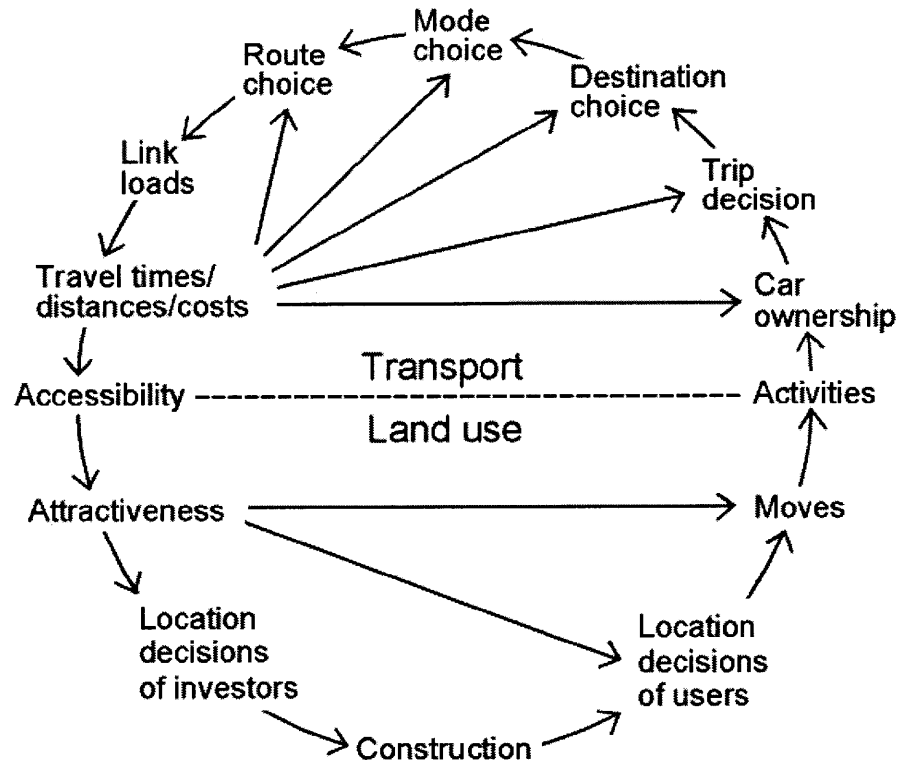 Mode
choice
Route
choice
Destination
choice
Link
loads
Trip
decision
Travel times/
distances/costs
Car
ownership
Transport
Accessibility
Activities
Land use
Attractiveness
Moves
Location
decisions
of investors
Location
decisions
of users
Construction